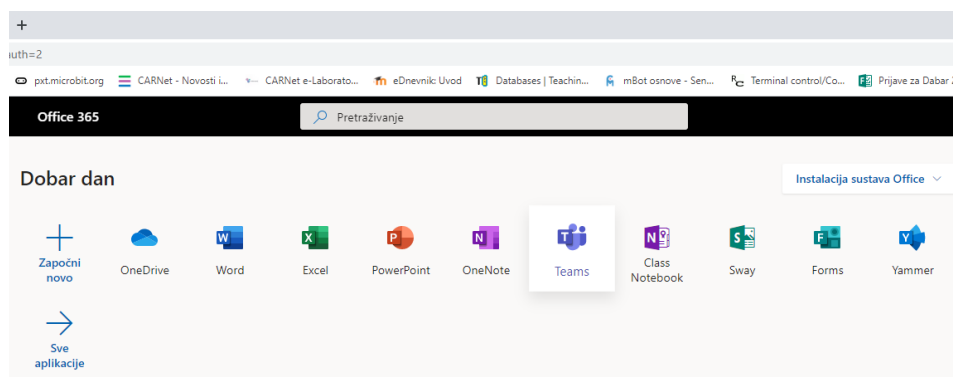 +
uth=2
pxt.microbit.org CARNet - Novosti i... CARNet e-Laborato... eDnevnik: Uvod Databases | Teachin... mBot osnove - Sen... Terminal control/Co... Prijave za Dabar
Office 365 Pretraživanje
Dobar dan Instalacija sustava Office
Započni novo
OneDrive
Word
Excel
PowerPoint
OneNote
Teams
Class Notebook
Sway
Forms
Yammer
Sve
aplikacije